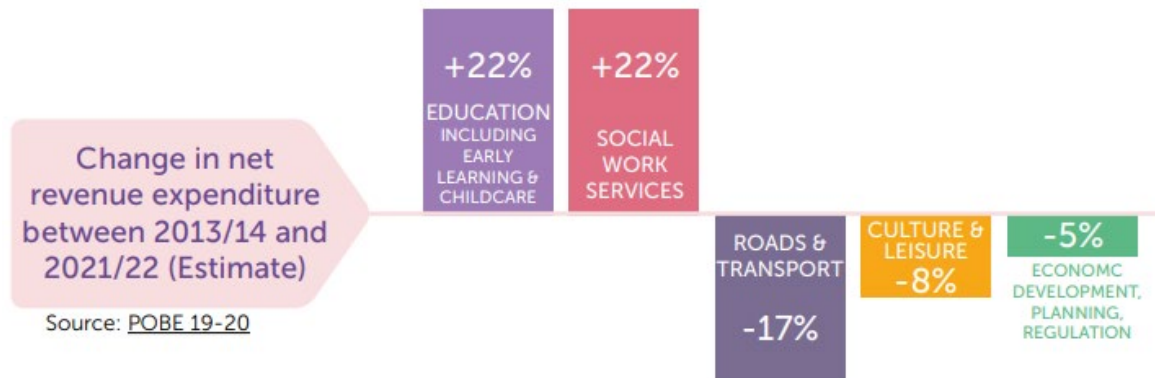 Change in net
revenue expenditure
between 2013/14 and
2021/22 (Estimate)
Source: POBE 19-20
+22%
EDUCATION
INCLUDING
EARLY
LEARNING &
CHILDCARE
+22%
SOCIAL
WORK
SERVICES
ROADS &
TRANSPORT
-17%
CULTURE &
LEISURE
-8%
-5%
ECONOMC
DEVELOPMENT,
PLANNING,
REGULATION